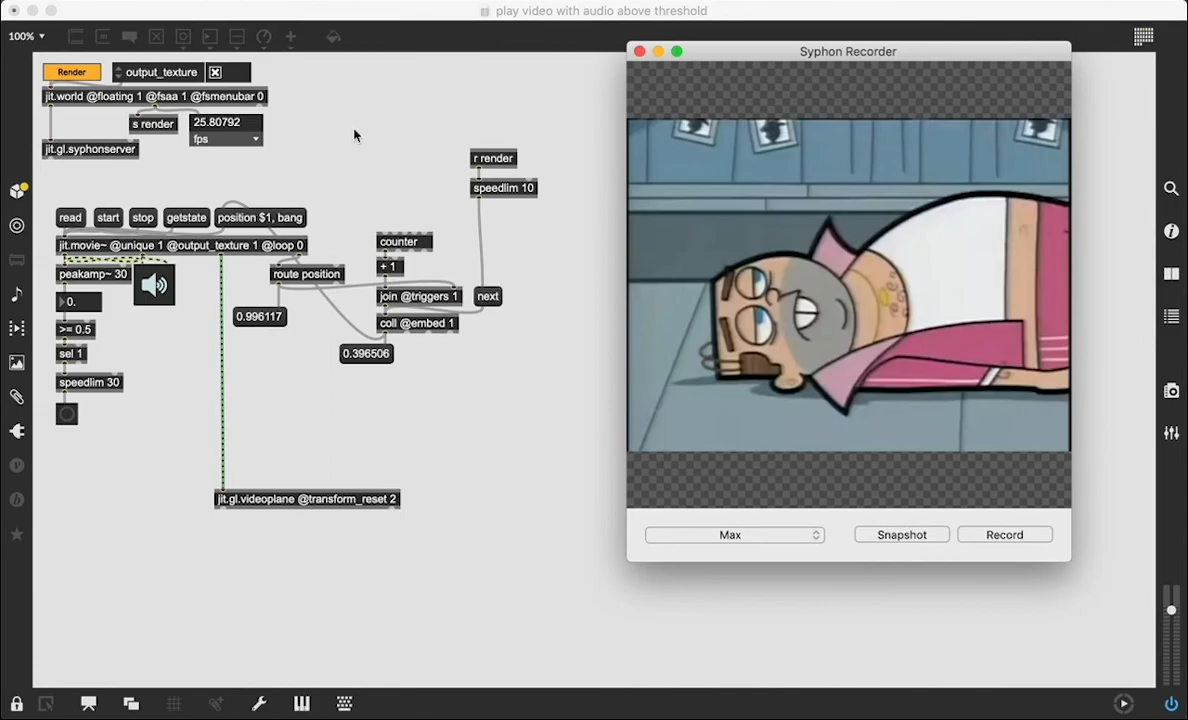 play video with audio above threshold
100%
Render
output_texture
jit.world @floating 1 @fsaa 1 @fsmenubar 0
s render
25.80792
fps
jit.gl.syphonserver
r render
speedlim 10
read
start
stop
getstate
position $1, bang
jit.movie~ @unique 1 @output_texture 1 @loop 0
counter
+ 1
peakamp~ 30
route position
0.
join @triggers 1
next
0.996117
coll @embed 1
>= 0.5
sel 1
0.396506
speedlim 30
jit.gl.videoplane @transform_reset 2
Syphon Recorder
Max
Snapshot
Record